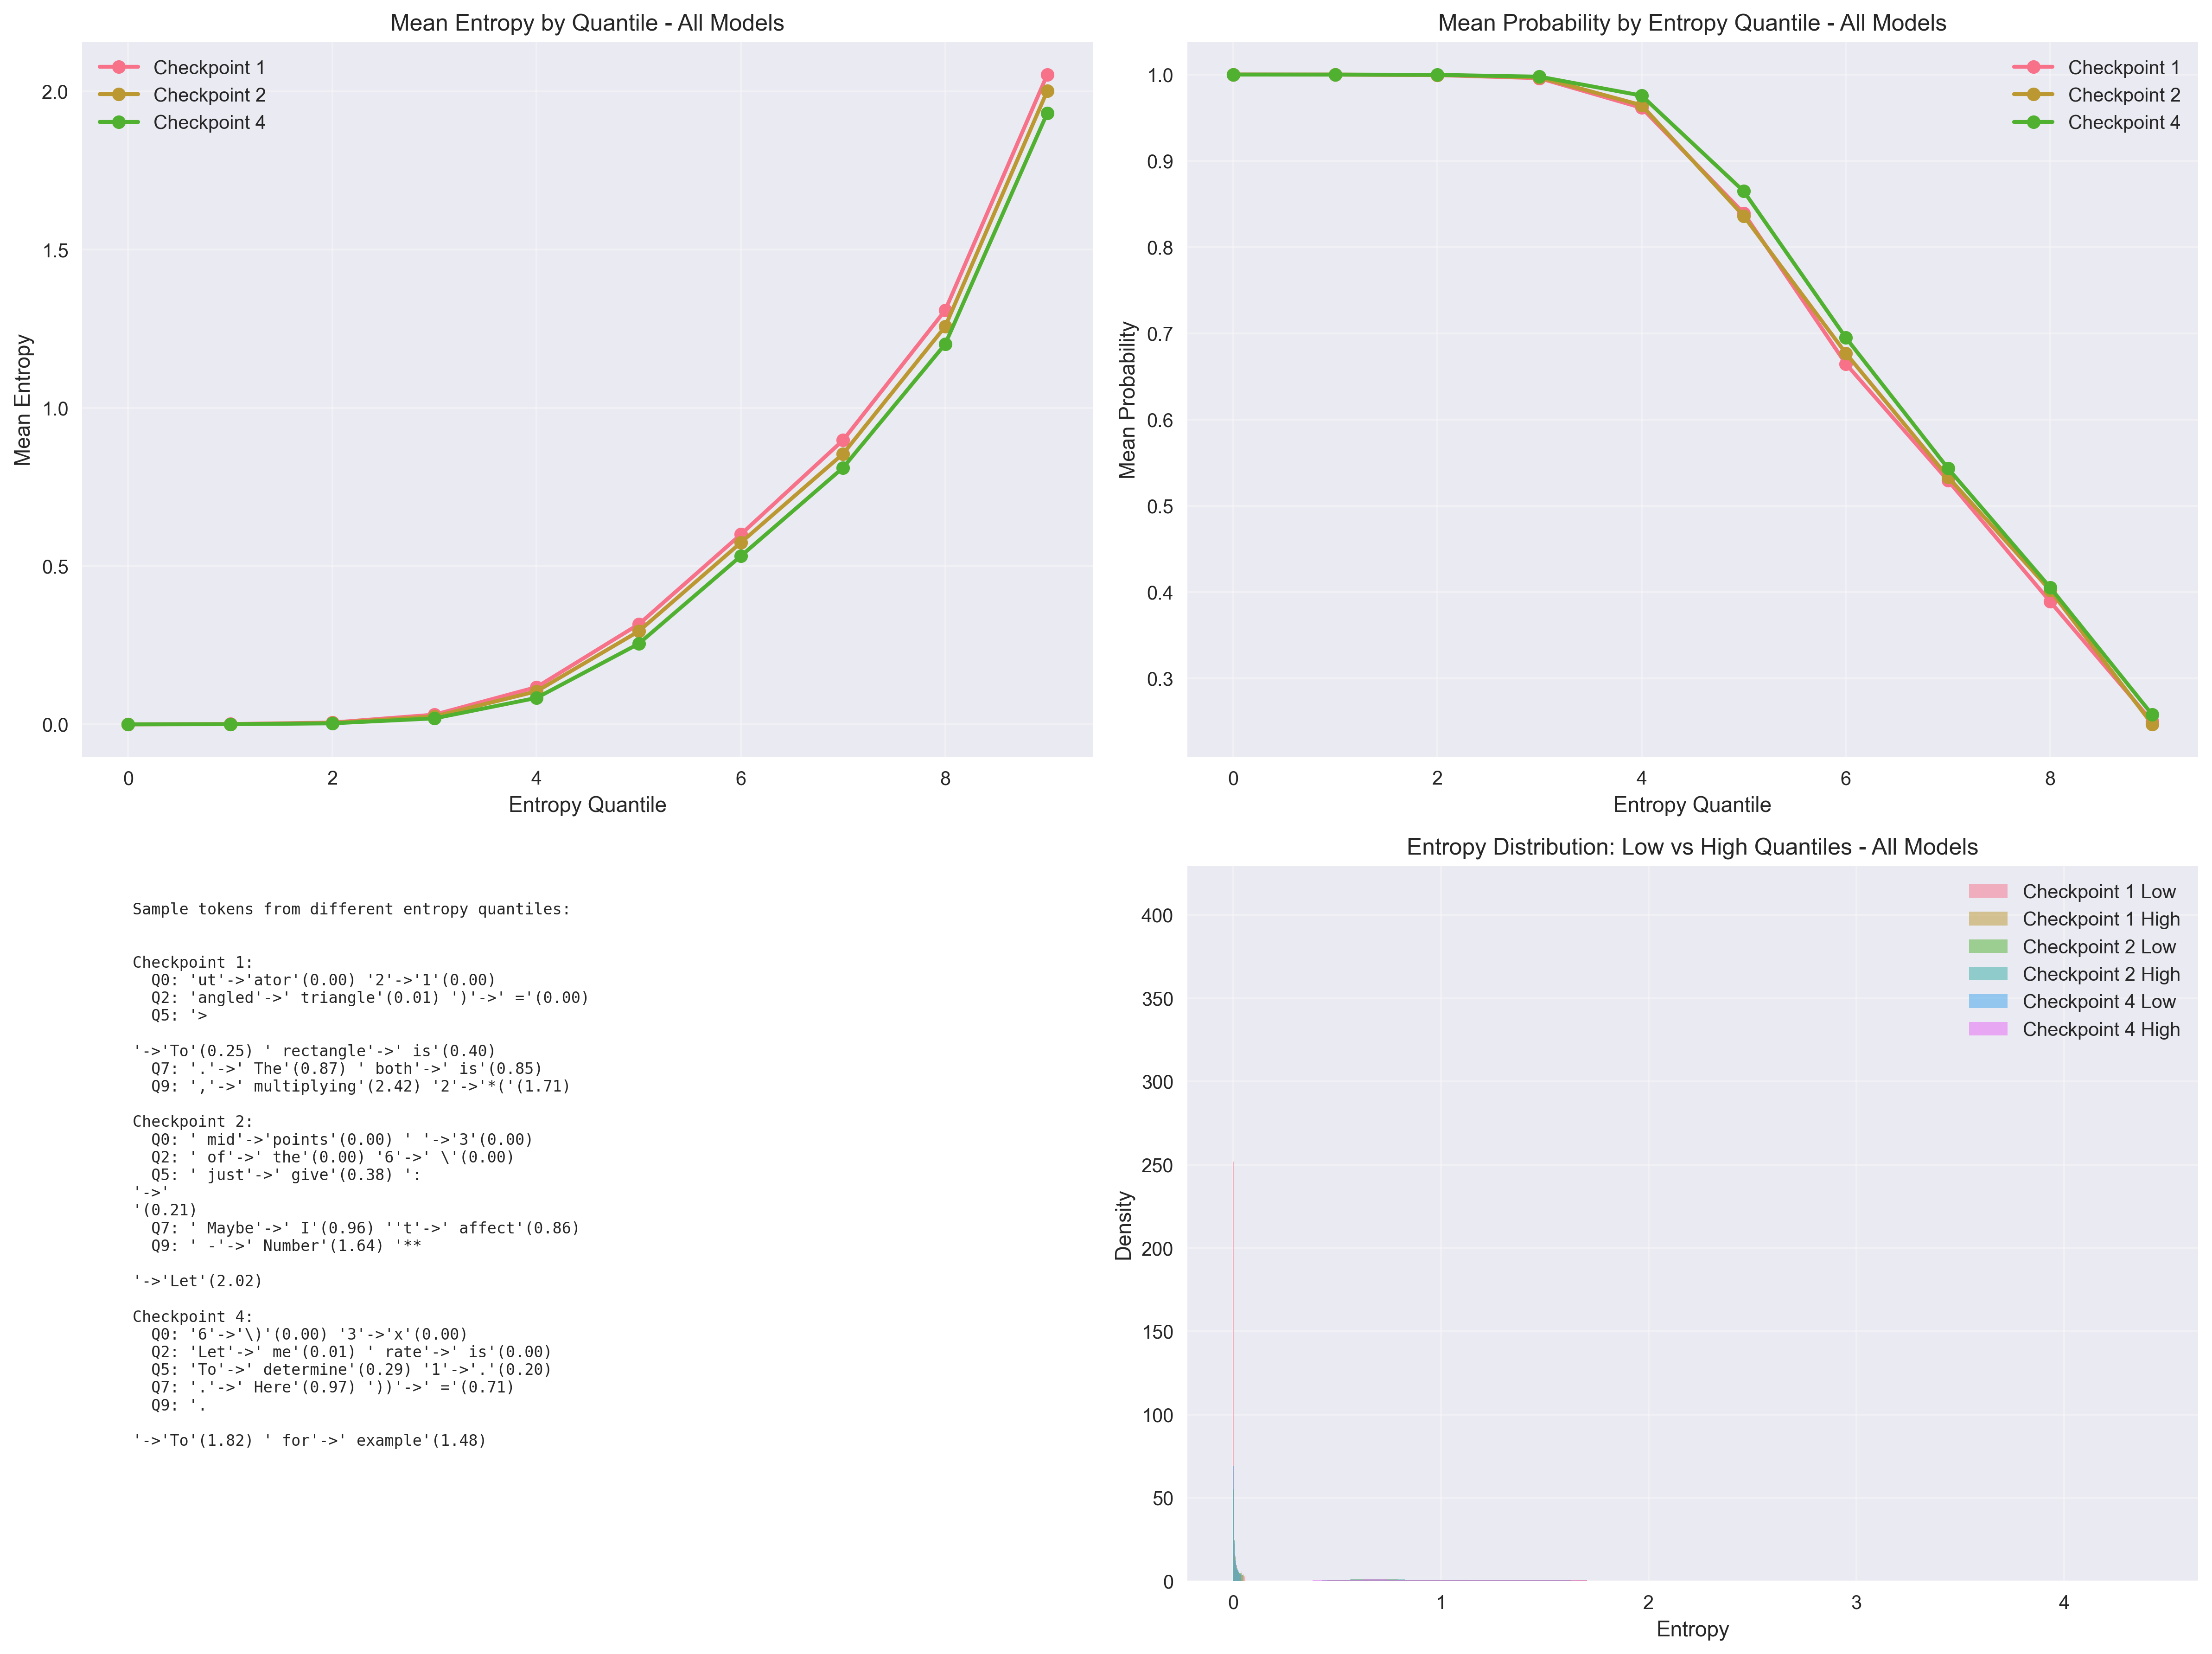 Mean Entropy by Quantile - All Models
Checkpoint 1
Checkpoint 2
Checkpoint 4
2.0
1.5
1.0
0.5
0.0
Mean Entropy
0 2 4 6 8
Entropy Quantile
Mean Probability by Entropy Quantile - All Models
Checkpoint 1
Checkpoint 2
Checkpoint 4
1.0
0.9
0.8
0.7
0.6
0.5
0.4
0.3
Mean Probability
0 2 4 6 8
Entropy Quantile
Sample tokens from different entropy quantiles:
Checkpoint 1:
Q0: 'ut'->'ator'(0.00) '2'->'1'(0.00)
Q2: 'angled'->' triangle'(0.01) ')'->' ='(0.00)
Q5: '>
'->'To'(0.25) ' rectangle'->' is'(0.40)
Q7: '.'->' The'(0.87) ' both'->' is'(0.85)
Q9: ','->' multiplying'(2.42) '2'->'*('(1.71)
Checkpoint 2:
Q0: ' mid'->'points'(0.00) ' '->'3'(0.00)
Q2: ' of'->' the'(0.00) '6'->' \'(0.00)
Q5: ' just'->' give'(0.38) ':
'->'
'(0.21)
Q7: ' Maybe'->' I'(0.96) ''t'->' affect'(0.86)
Q9: ' -'->' Number'(1.64) '**
'->'Let'(2.02)
Checkpoint 4:
Q0: '6'->'\)'(0.00) '3'->'x'(0.00)
Q2: 'Let'->' me'(0.01) ' rate'->' is'(0.00)
Q5: 'To'->' determine'(0.29) '1'->'.'(0.20)
Q7: '.'->' Here'(0.97) '))'->' ='(0.71)
Q9: '.
'->'To'(1.82) ' for'->' example'(1.48)
Entropy Distribution: Low vs High Quantiles - All Models
Checkpoint 1 Low
Checkpoint 1 High
Checkpoint 2 Low
Checkpoint 2 High
Checkpoint 4 Low
Checkpoint 4 High
400
350
300
250
200
150
100
50
0
Density
0 1 2 3 4
Entropy